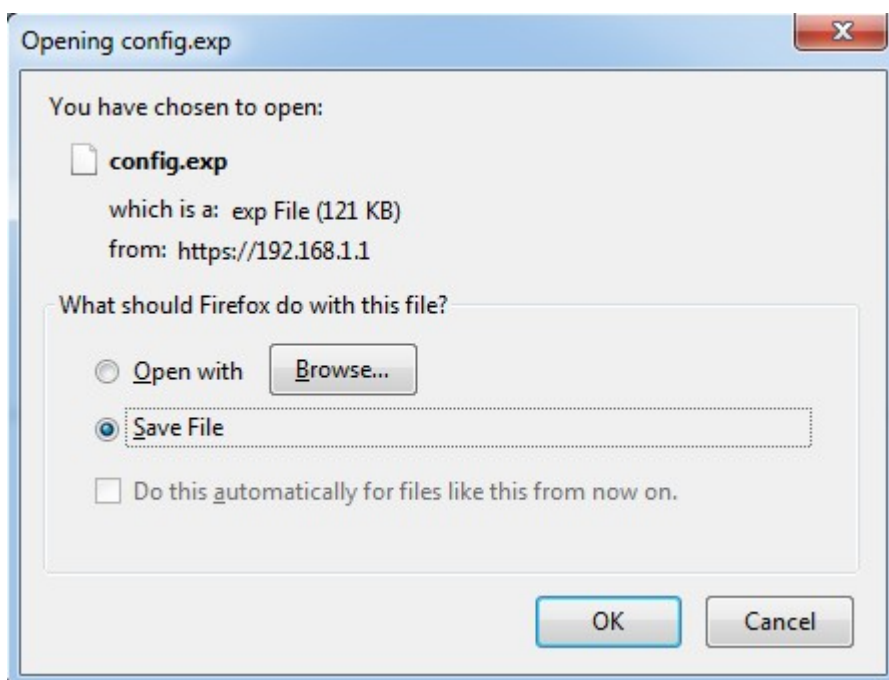 Opening config.exp
You have chosen to open:
config.exp
which is a: exp File (121 KB)
from: https://192.168.1.1
What should Firefox do with this file?
Open with Browse...
Save File
Do this automatically for files like this from now on.
OK Cancel